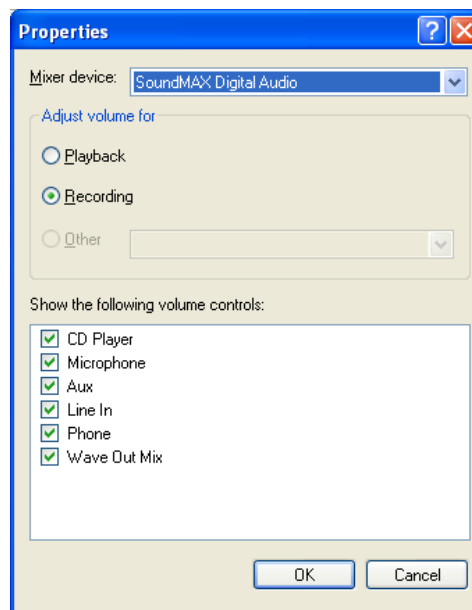 Properties
Mixer device: SoundMAX Digital Audio
Adjust volume for
Playback
Recording
Other
Show the following volume controls:
CD Player
Microphone
Aux
Line In
Phone
Wave Out Mix
OK Cancel